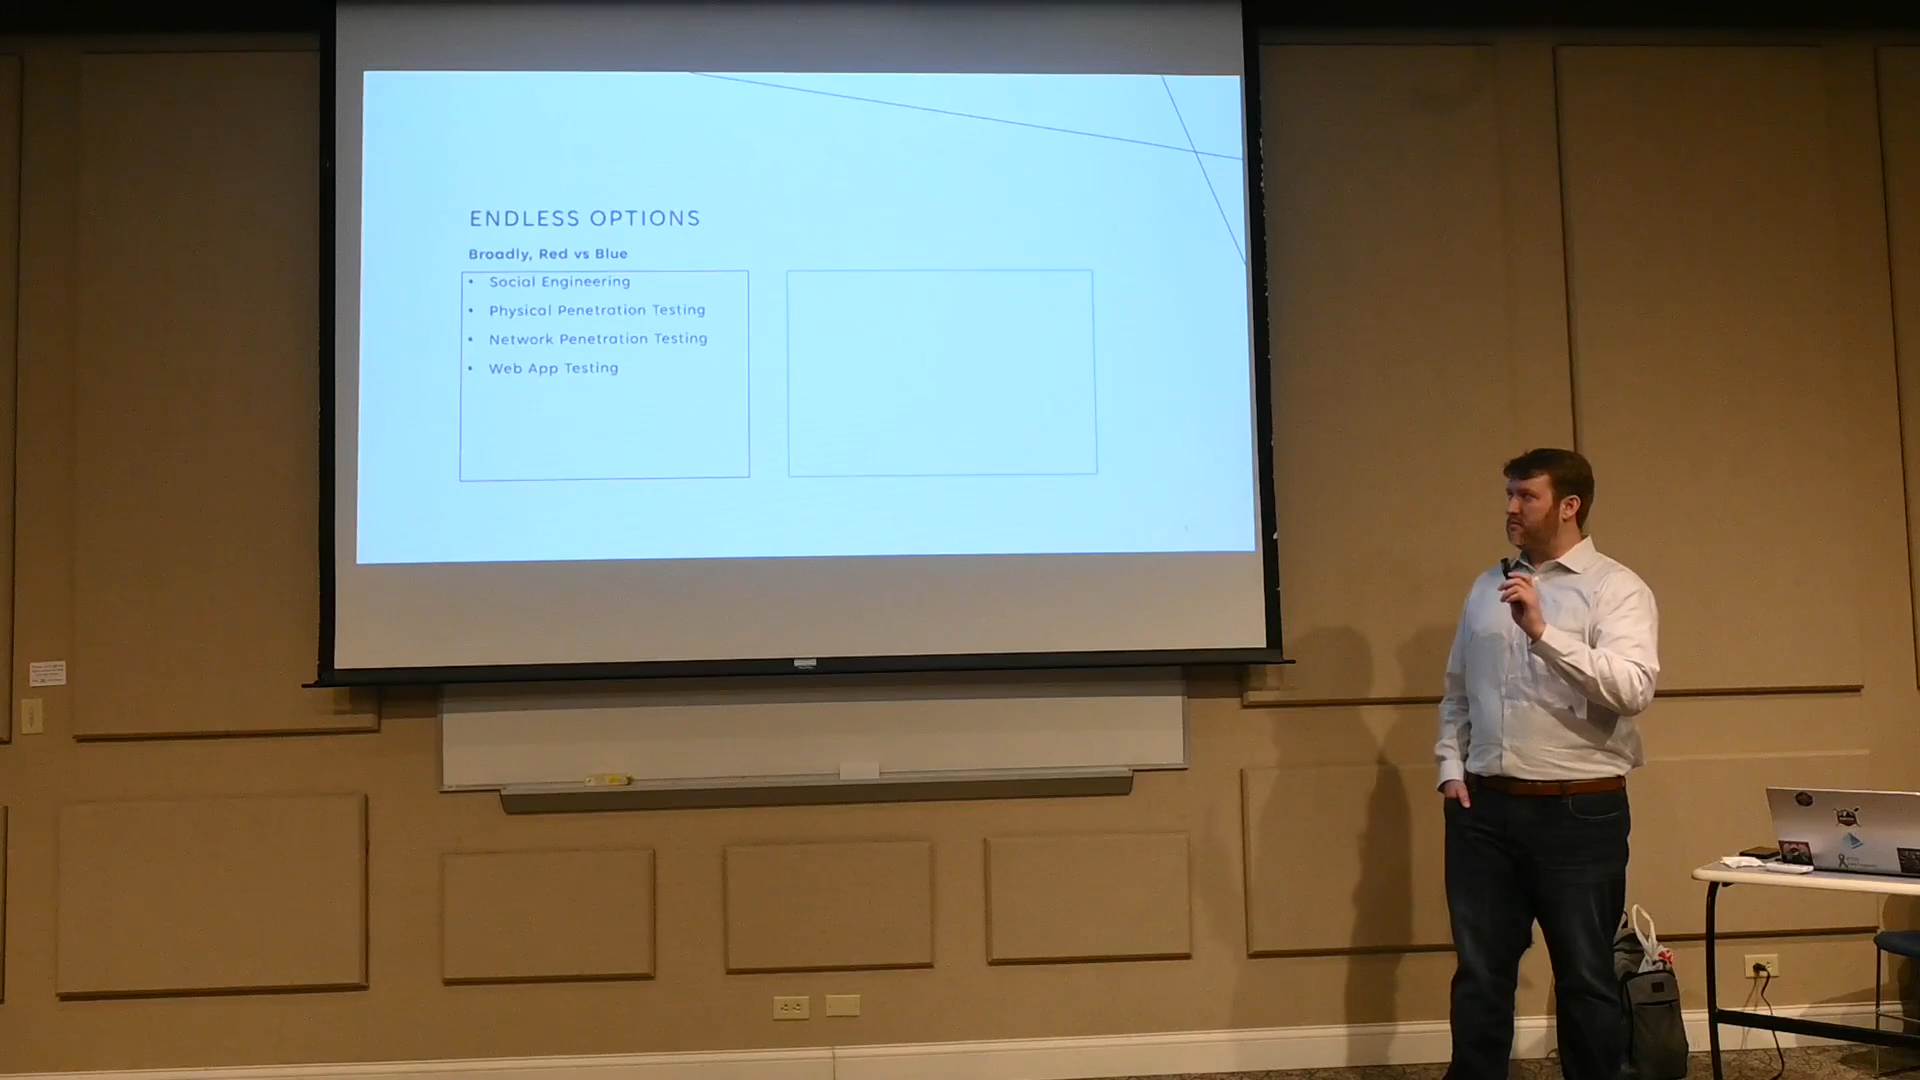 ENDLESS OPTIONS
Broadly, Red vs Blue
• Social Engineering
• Physical Penetration Testing
• Network Penetration Testing
• Web App Testing